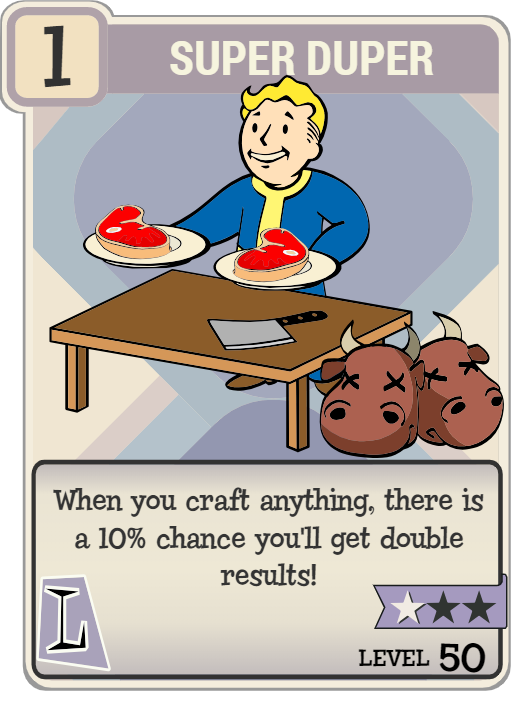 1
SUPER DUPER
When you craft anything, there is
a 10% chance you'll get double
results!
L
LEVEL 50